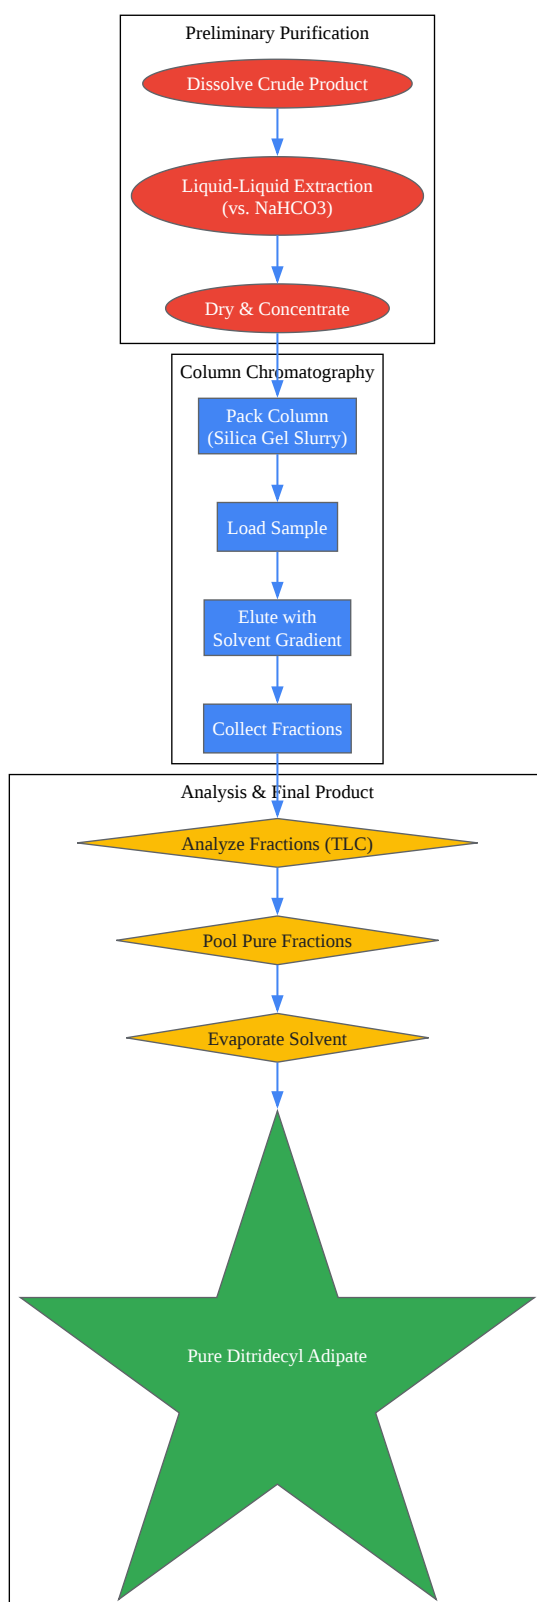 Preliminary Purification
Dissolve Crude Product
Liquid-Liquid Extraction
(vs. NaHCO3)
Dry & Concentrate
Column Chromatography
Pack Column
(Silica Gel Slurry)
Load Sample
Elute with
Solvent Gradient
Collect Fractions
Analysis & Final Product
Analyze Fractions (TLC)
Pool Pure Fractions
Evaporate Solvent
Pure Ditridecyl Adipate